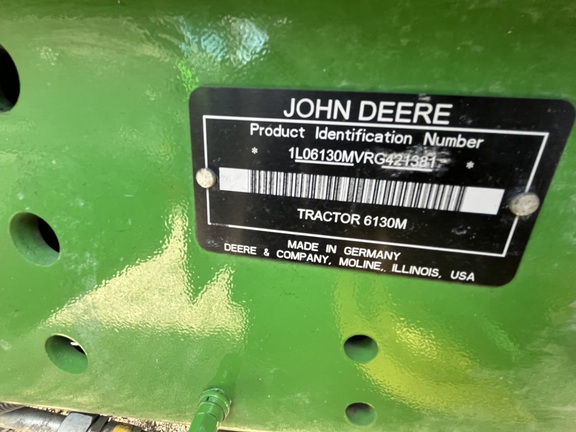 JOHN DEERE
Product Identification Number
* 1L06130MVRG421381 *
TRACTOR 6130M
MADE IN GERMANY
DEERE & COMPANY, MOLINE, ILLINOIS, USA